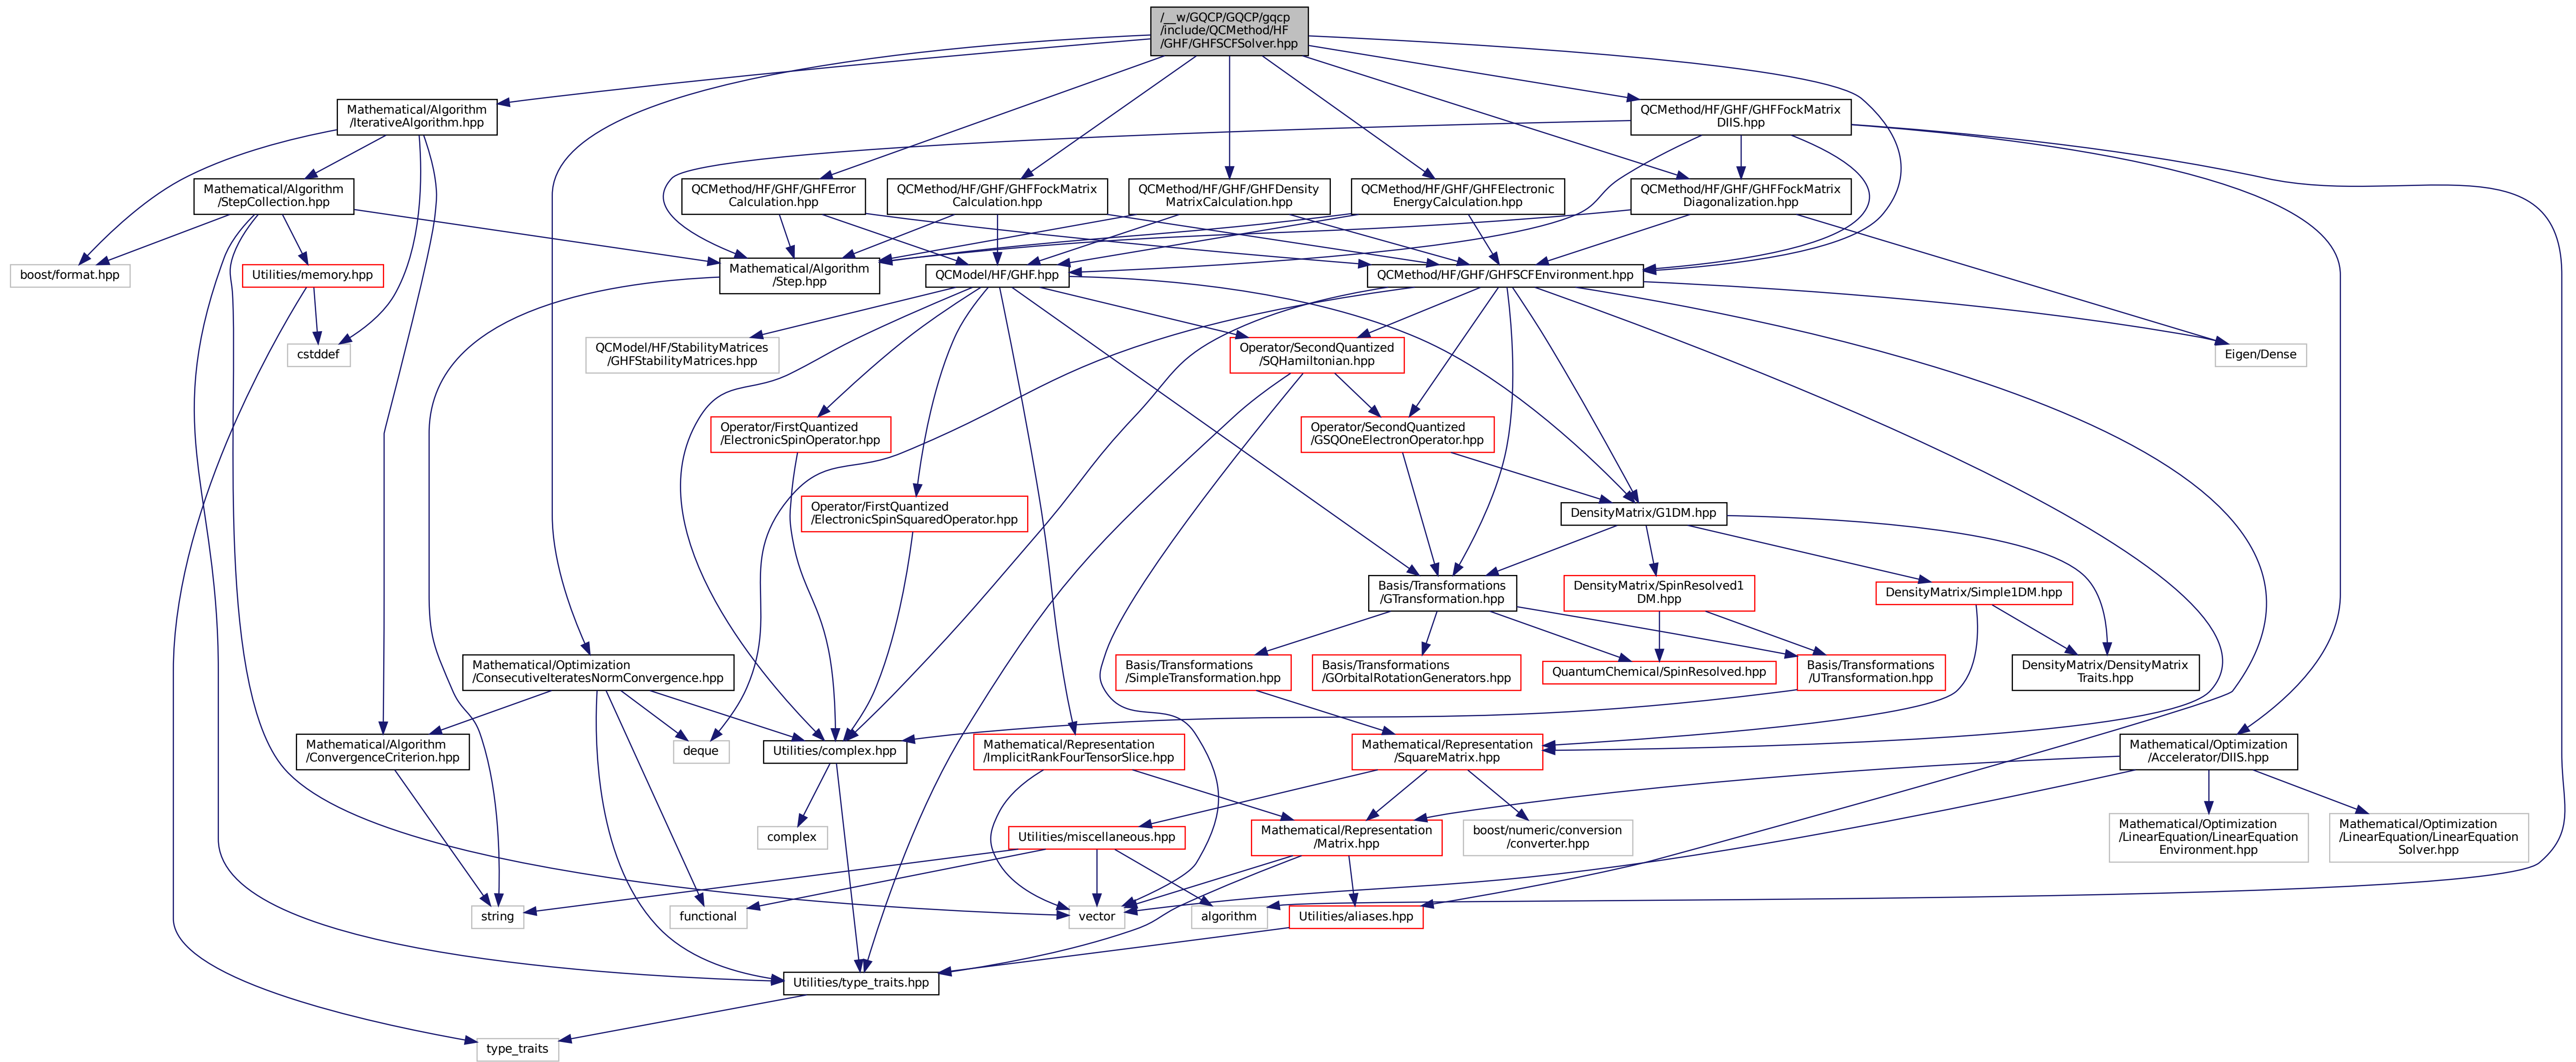 /__w/GQCP/GQCP/gqcp
/include/QCMethod/HF
/GHF/GHFSCFSolver.hpp
Mathematical/Algorithm
/IterativeAlgorithm.hpp
QCMethod/HF/GHF/GHFFockMatrix
DIIS.hpp
Mathematical/Algorithm
/StepCollection.hpp
QCMethod/HF/GHF/GHFError
Calculation.hpp
QCMethod/HF/GHF/GHFFockMatrix
Calculation.hpp
QCMethod/HF/GHF/GHFDensity
MatrixCalculation.hpp
QCMethod/HF/GHF/GHFElectronic
EnergyCalculation.hpp
QCMethod/HF/GHF/GHFFockMatrix
Diagonalization.hpp
boost/format.hpp
Utilities/memory.hpp
Mathematical/Algorithm
/Step.hpp
QCModel/HF/GHF.hpp
QCMethod/HF/GHF/GHFSCFEnvironment.hpp
cstddef
QCModel/HF/StabilityMatrices
/GHFStabilityMatrices.hpp
Operator/SecondQuantized
/SQHamiltonian.hpp
Eigen/Dense
Operator/FirstQuantized
/ElectronicSpinOperator.hpp
Operator/SecondQuantized
/GSQOneElectronOperator.hpp
Operator/FirstQuantized
/ElectronicSpinSquaredOperator.hpp
DensityMatrix/G1DM.hpp
Basis/Transformations
/GTransformation.hpp
DensityMatrix/SpinResolved1
DM.hpp
DensityMatrix/Simple1DM.hpp
Mathematical/Optimization
/ConsecutiveIteratesNormConvergence.hpp
Basis/Transformations
/SimpleTransformation.hpp
Basis/Transformations
/GOrbitalRotationGenerators.hpp
QuantumChemical/SpinResolved.hpp
Basis/Transformations
/UTransformation.hpp
DensityMatrix/DensityMatrix
Traits.hpp
Mathematical/Algorithm
/ConvergenceCriterion.hpp
deque
Utilities/complex.hpp
Mathematical/Representation
/ImplicitRankFourTensorSlice.hpp
Mathematical/Representation
/SquareMatrix.hpp
Mathematical/Optimization
/Accelerator/DIIS.hpp
complex
Utilities/miscellaneous.hpp
Mathematical/Representation
/Matrix.hpp
boost/numeric/conversion
/converter.hpp
Mathematical/Optimization
/LinearEquation/LinearEquation
Environment.hpp
Mathematical/Optimization
/LinearEquation/LinearEquation
Solver.hpp
string
functional
vector
algorithm
Utilities/aliases.hpp
Utilities/type_traits.hpp
type_traits